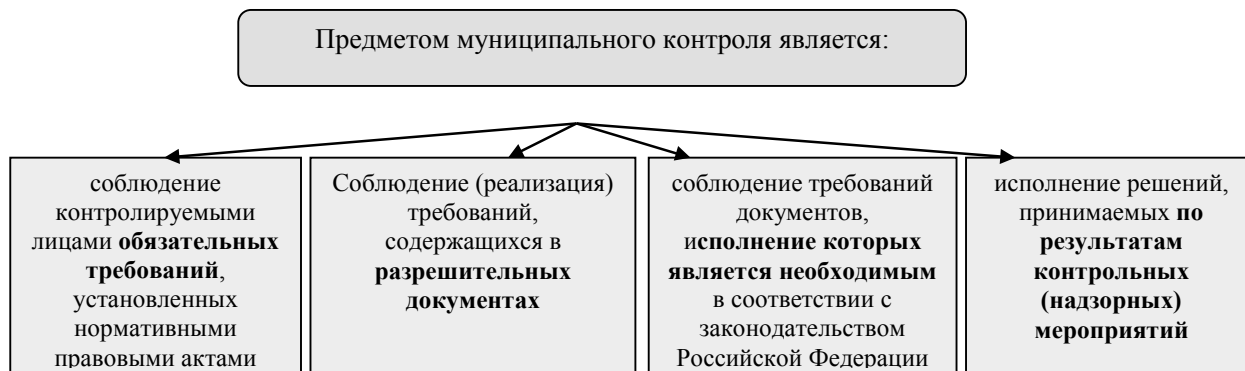 Предметом муниципального контроля является:
соблюдение
контролируемыми
лицами обязательных
требований,
установленных
нормативными
правовыми актами
Соблюдение (реализация)
требований,
содержащихся в
разрешительных
документах
соблюдение требований
документов,
исполнение которых
является необходимым
в соответствии с
законодательством
Российской Федерации
исполнение решений,
принимаемых по
результатам
контрольных
(надзорных)
мероприятий